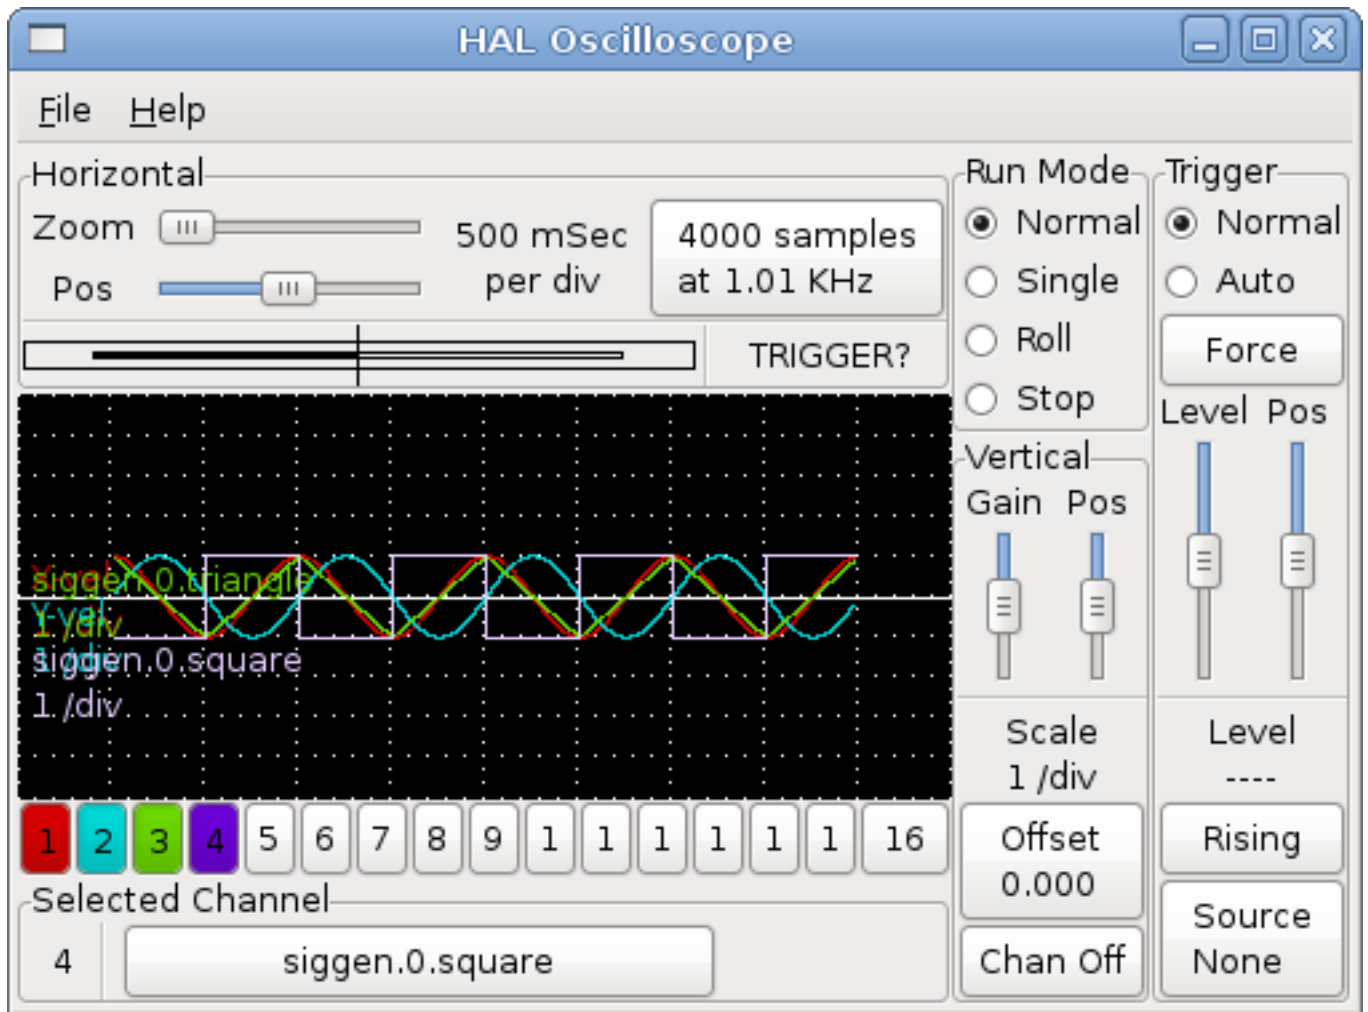 HAL Oscilloscope
File Help
Horizontal
Zoom
Pos
500 mSec
per div
4000 samples
at 1.01 KHz
TRIGGER?
Run Mode
Normal
Single
Roll
Stop
Trigger
Normal
Auto
Force
Level Pos
Vertical
Gain Pos
Scale
1 /div
Offset
0.000
Chan Off
Level
----
Rising
Source
None
siggen.0.triangle
Y-vel
1 /div
siggen.0.square
1 /div
1 2 3 4 5 6 7 8 9 1 1 1 1 1 1 16
Selected Channel
4
siggen.0.square